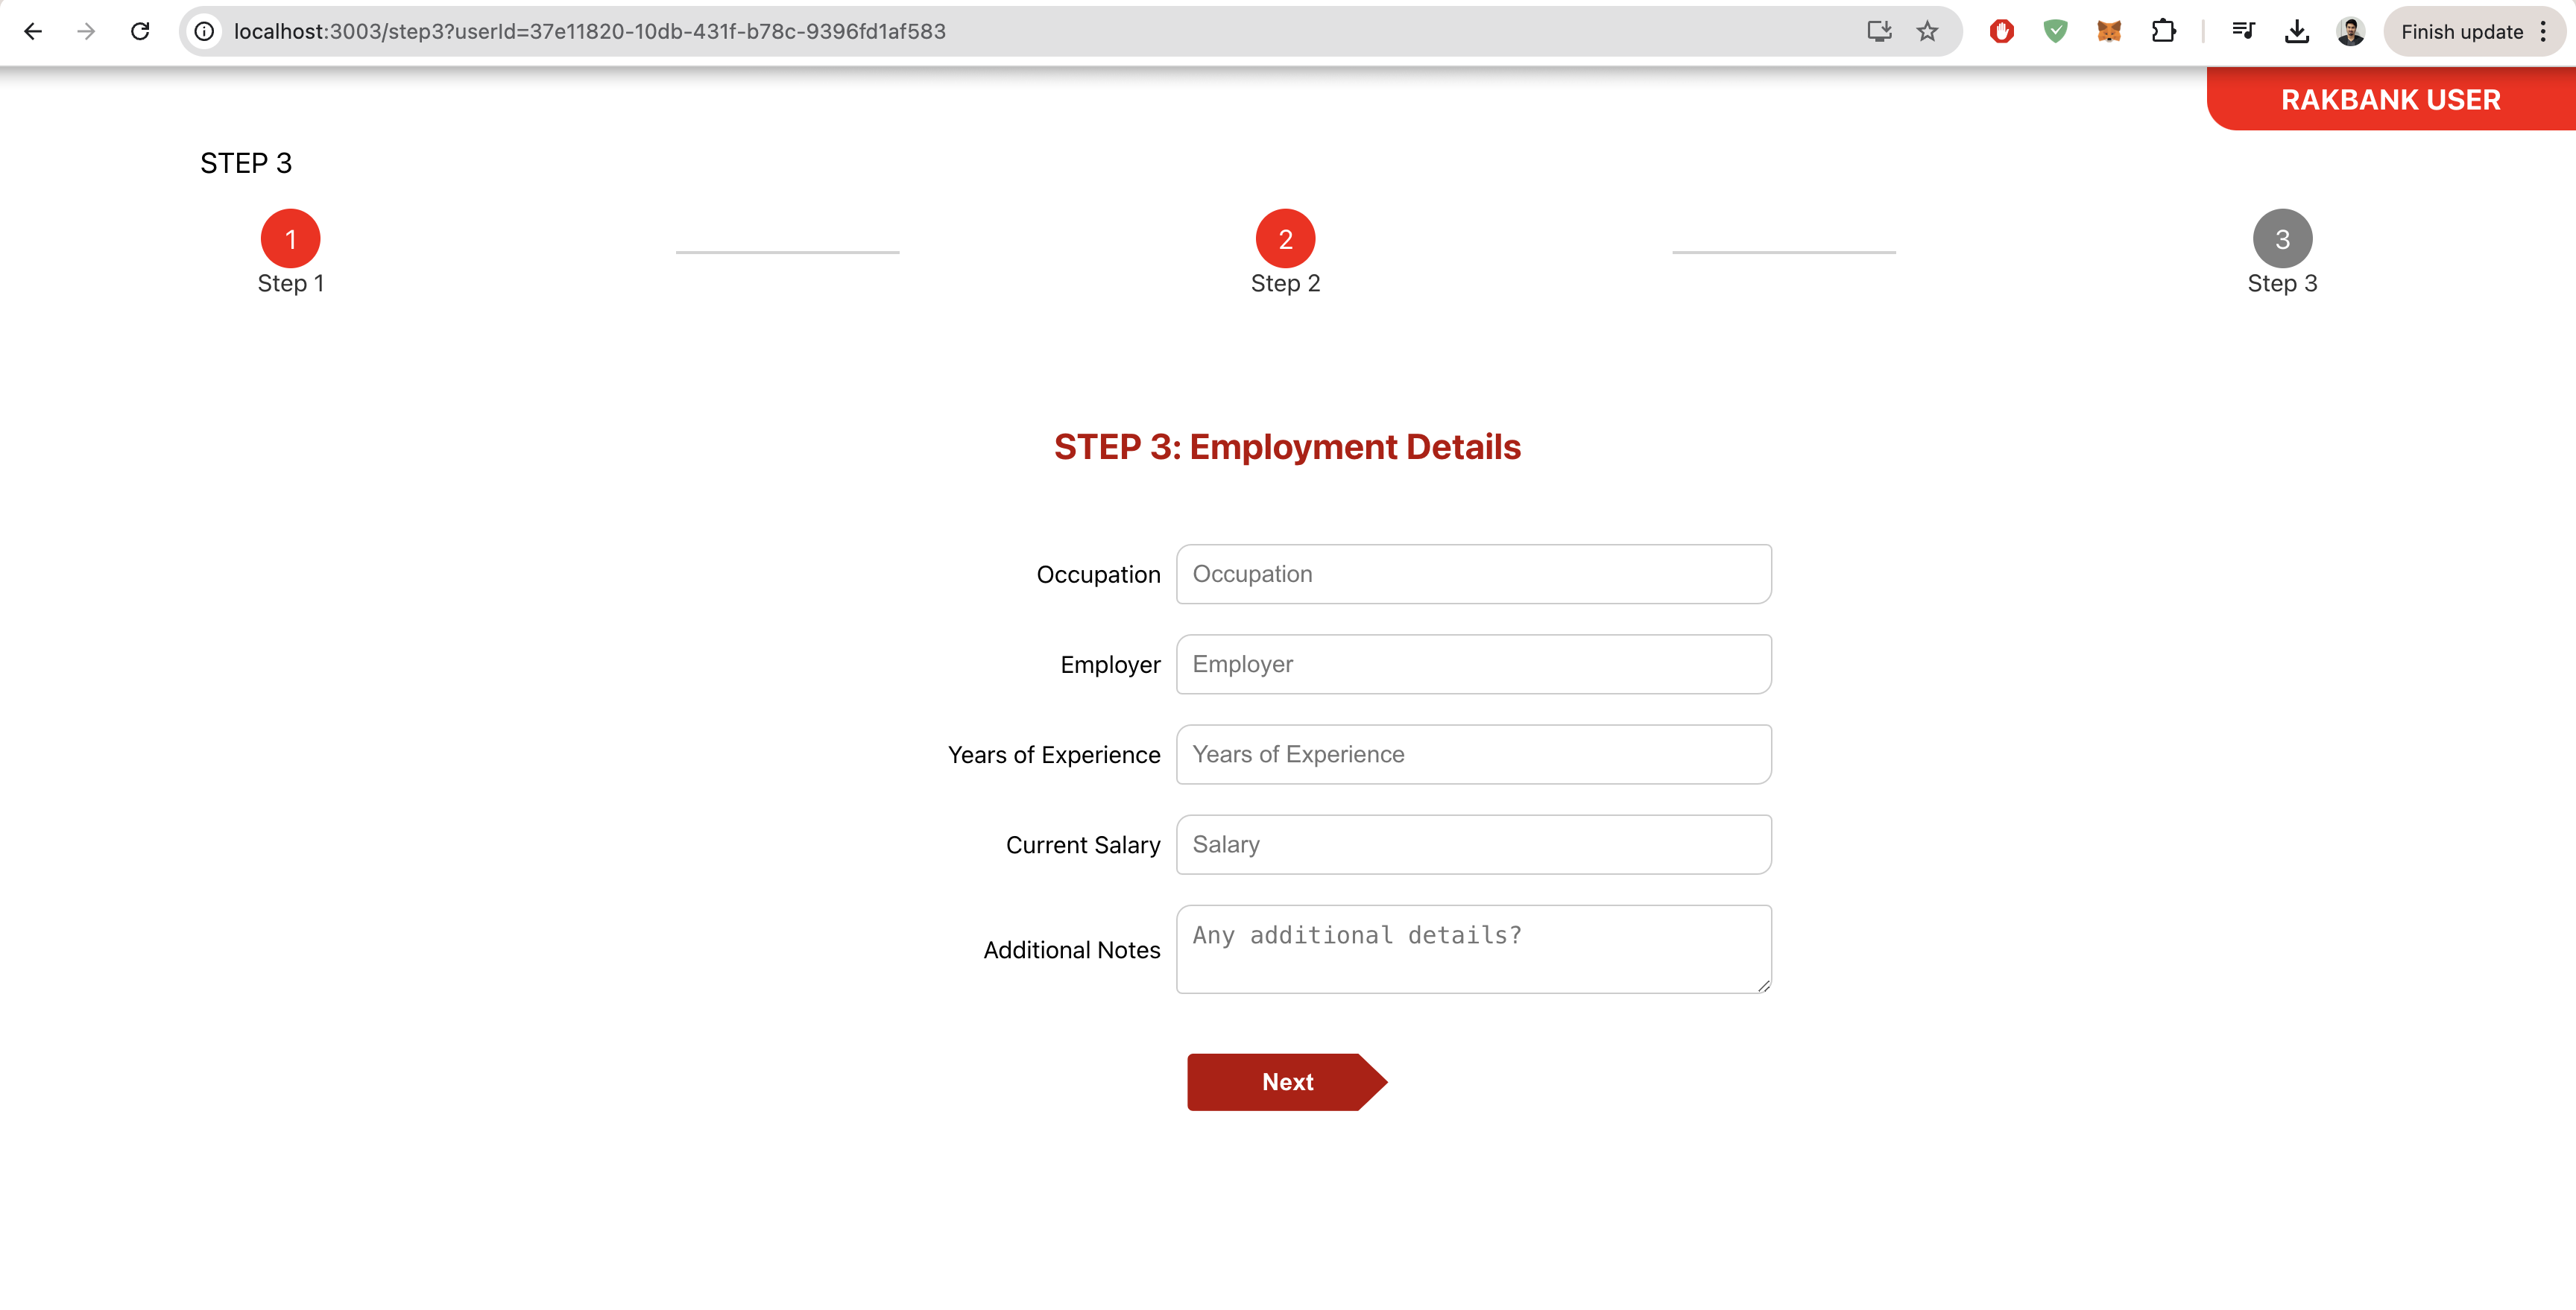 localhost:3003/step3?userId=37e11820-10db-431f-b78c-9396fd1af583
Finish update
RAKBANK USER
STEP 3
1
2
3
Step 1
Step 2
Step 3
STEP 3: Employment Details
Occupation
Occupation
Employer
Employer
Years of Experience
Years of Experience
Current Salary
Salary
Additional Notes
Any additional details?
Next